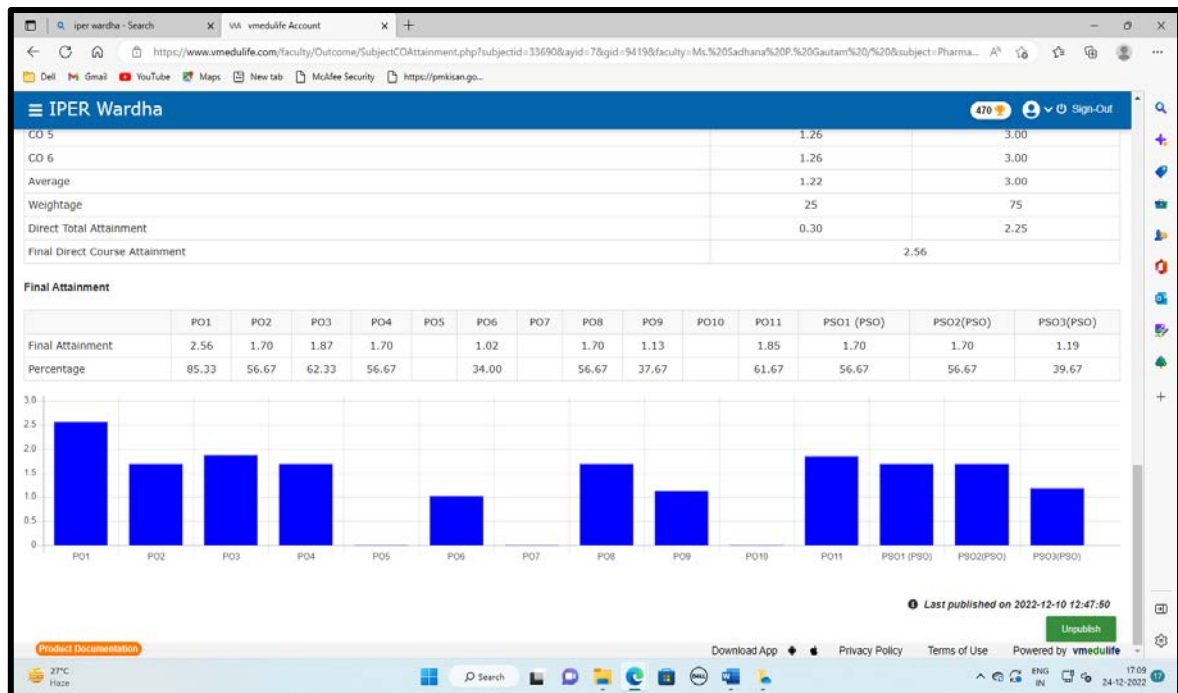 iper wardha - Search
vmedulife Account
https://www.vmedulife.com/faculty/Outcome/SubjectCOAttainment.php?subjectid=33690&ayid=7&gid=9419&faculty=Ms.%20Sadhana%20P.%20Gautam%20/%20&subject=Pharma...
Dell Gmail YouTube Maps New tab McAfee Security https://pmkisan.go...
IPER Wardha 470 Sign-Out
CO 5 1.26 3.00
CO 6 1.26 3.00
Average 1.22 3.00
Weightage 25 75
Direct Total Attainment 0.30 2.25
Final Direct Course Attainment 2.56
Final Attainment
PO1 PO2 PO3 PO4 PO5 PO6 PO7 PO8 PO9 PO10 PO11 PSO1 (PSO) PSO2(PSO) PSO3(PSO)
Final Attainment 2.56 1.70 1.87 1.70 1.02 1.70 1.13 1.85 1.70 1.70 1.19
Percentage 85.33 56.67 62.33 56.67 34.00 56.67 37.67 61.67 56.67 56.67 39.67
3.0
2.5
2.0
1.5
1.0
0.5
0
PO1 PO2 PO3 PO4 PO5 PO6 PO7 PO8 PO9 PO10 PO11 PSO1 (PSO) PSO2(PSO) PSO3(PSO)
Last published on 2022-12-10 12:47:50
Unpublish
Product Documentation Download App Privacy Policy Terms of Use Powered by vmedulife
27°C
Haze
Search
ENG
IN
17:09
24-12-2022